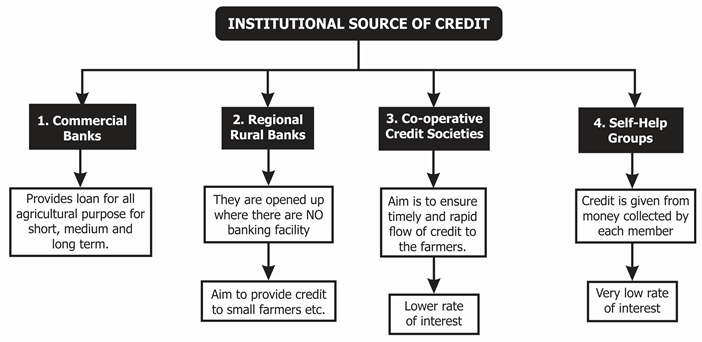 INSTITUTIONAL SOURCE OF CREDIT
1. Commercial
Banks
Provides loan for all
agricultural purpose for
short, medium and
long term.
2. Regional
Rural Banks
They are opened up
where there are NO
banking facility
Aim to provide credit
to small farmers etc.
3. Co-operative
Credit Societies
Aim is to ensure
timely and rapid
flow of credit to
the farmers.
Lower rate
of interest
4. Self-Help
Groups
Credit is given from
money collected by
each member
Very low rate
of interest